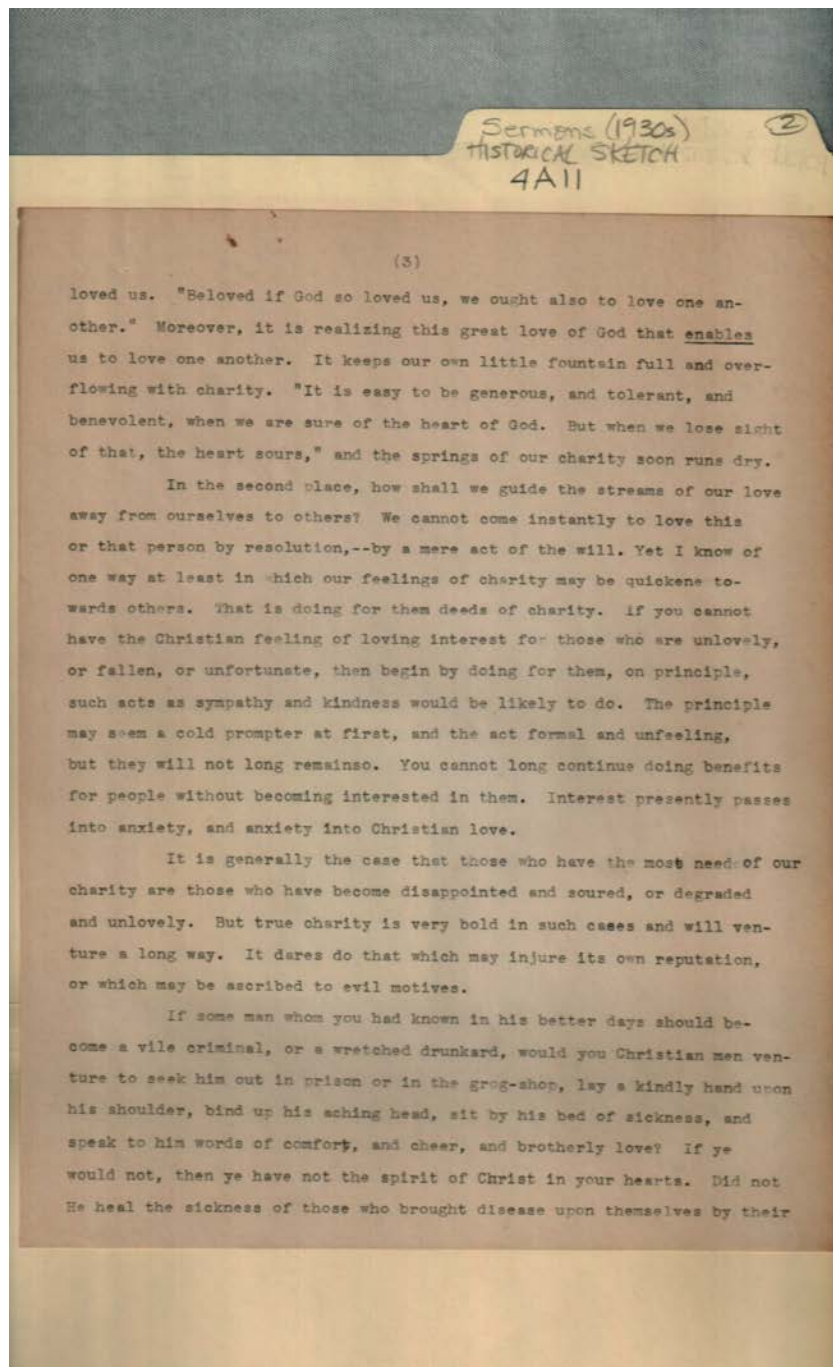 Sermons (1930s) 2
HISTORICAL SKETCH
4A11
(3)
loved us. "Beloved if God so loved us, we ought also to love one an-
other." Moreover, it is realizing this great love of God that enables
us to love one another. It keeps our own little fountain full and over-
flowing with charity. "It is easy to be generous, and tolerant, and
benevolent, when we are sure of the heart of God. But when we lose sight
of that, the heart sours," and the springs of our charity soon runs dry.
In the second place, how shall we guide the streams of our love
away from ourselves to others? We cannot come instantly to love this
or that person by resolution,--by a mere act of the will. Yet I know of
one way at least in which our feelings of charity may be quickene to-
wards others. That is doing for them deeds of charity. If you cannot
have the Christian feeling of loving interest for those who are unlovely,
or fallen, or unfortunate, then begin by doing for them, on principle,
such acts as sympathy and kindness would be likely to do. The principle
may seem a cold prompter at first, and the act formal and unfeeling,
but they will not long remainso. You cannot long continue doing benefits
for people without becoming interested in them. Interest presently passes
into anxiety, and anxiety into Christian love.
It is generally the case that those who have the most need of our
charity are those who have become disappointed and soured, or degraded
and unlovely. But true charity is very bold in such cases and will ven-
ture a long way. It dares do that which may injure its own reputation,
or which may be ascribed to evil motives.
If some man whom you had known in his better days should be-
come a vile criminal, or a wretched drunkard, would you Christian men ven-
ture to seek him out in prison or in the grog-shop, lay a kindly hand upon
his shoulder, bind up his aching head, sit by his bed of sickness, and
speak to him words of comfort, and cheer, and brotherly love? If ye
would not, then ye have not the spirit of Christ in your hearts. Did not
He heal the sickness of those who brought disease upon themselves by their